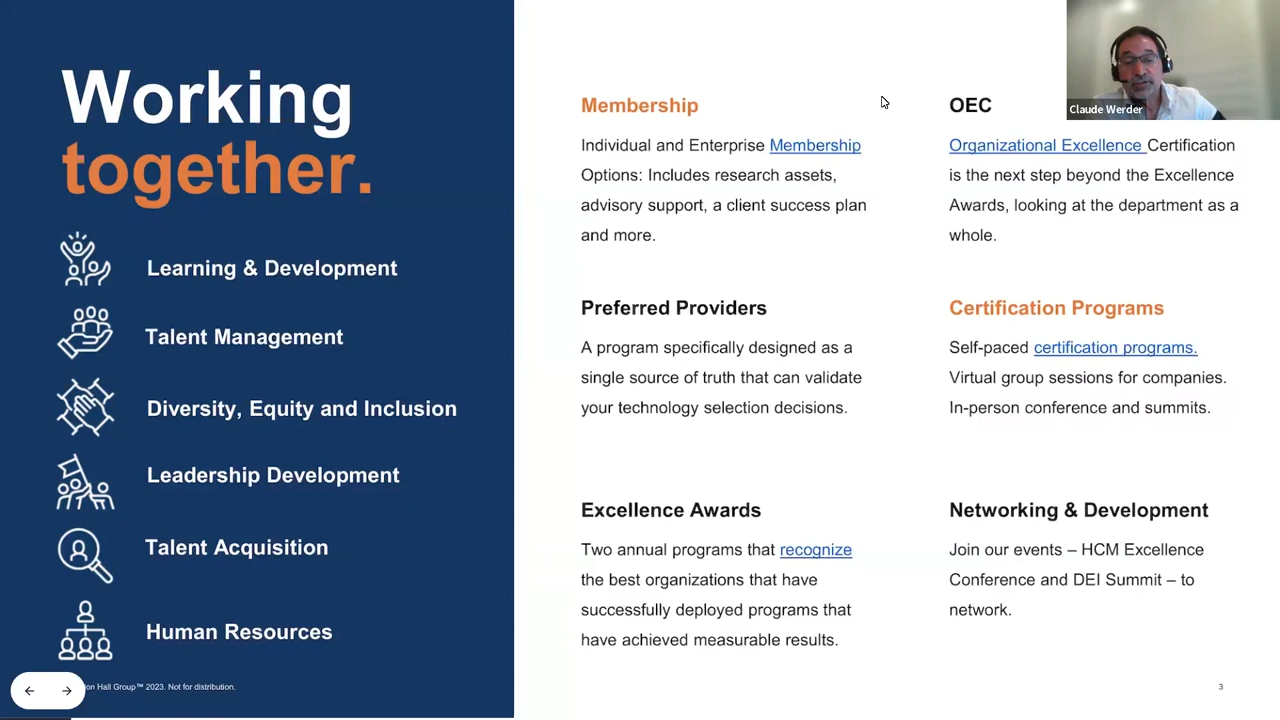 Working
together.
Learning & Development
Talent Management
Diversity, Equity and Inclusion
Leadership Development
Talent Acquisition
Human Resources
on Hall Group™ 2023. Not for distribution.
Membership
Individual and Enterprise Membership
Options: Includes research assets,
advisory support, a client success plan
and more.
OEC
Organizational Excellence Certification
is the next step beyond the Excellence
Awards, looking at the department as a
whole.
Preferred Providers
A program specifically designed as a
single source of truth that can validate
your technology selection decisions.
Certification Programs
Self-paced certification programs.
Virtual group sessions for companies.
In-person conference and summits.
Excellence Awards
Two annual programs that recognize
the best organizations that have
successfully deployed programs that
have achieved measurable results.
Networking & Development
Join our events – HCM Excellence
Conference and DEI Summit – to
network.
3
Claude Werder